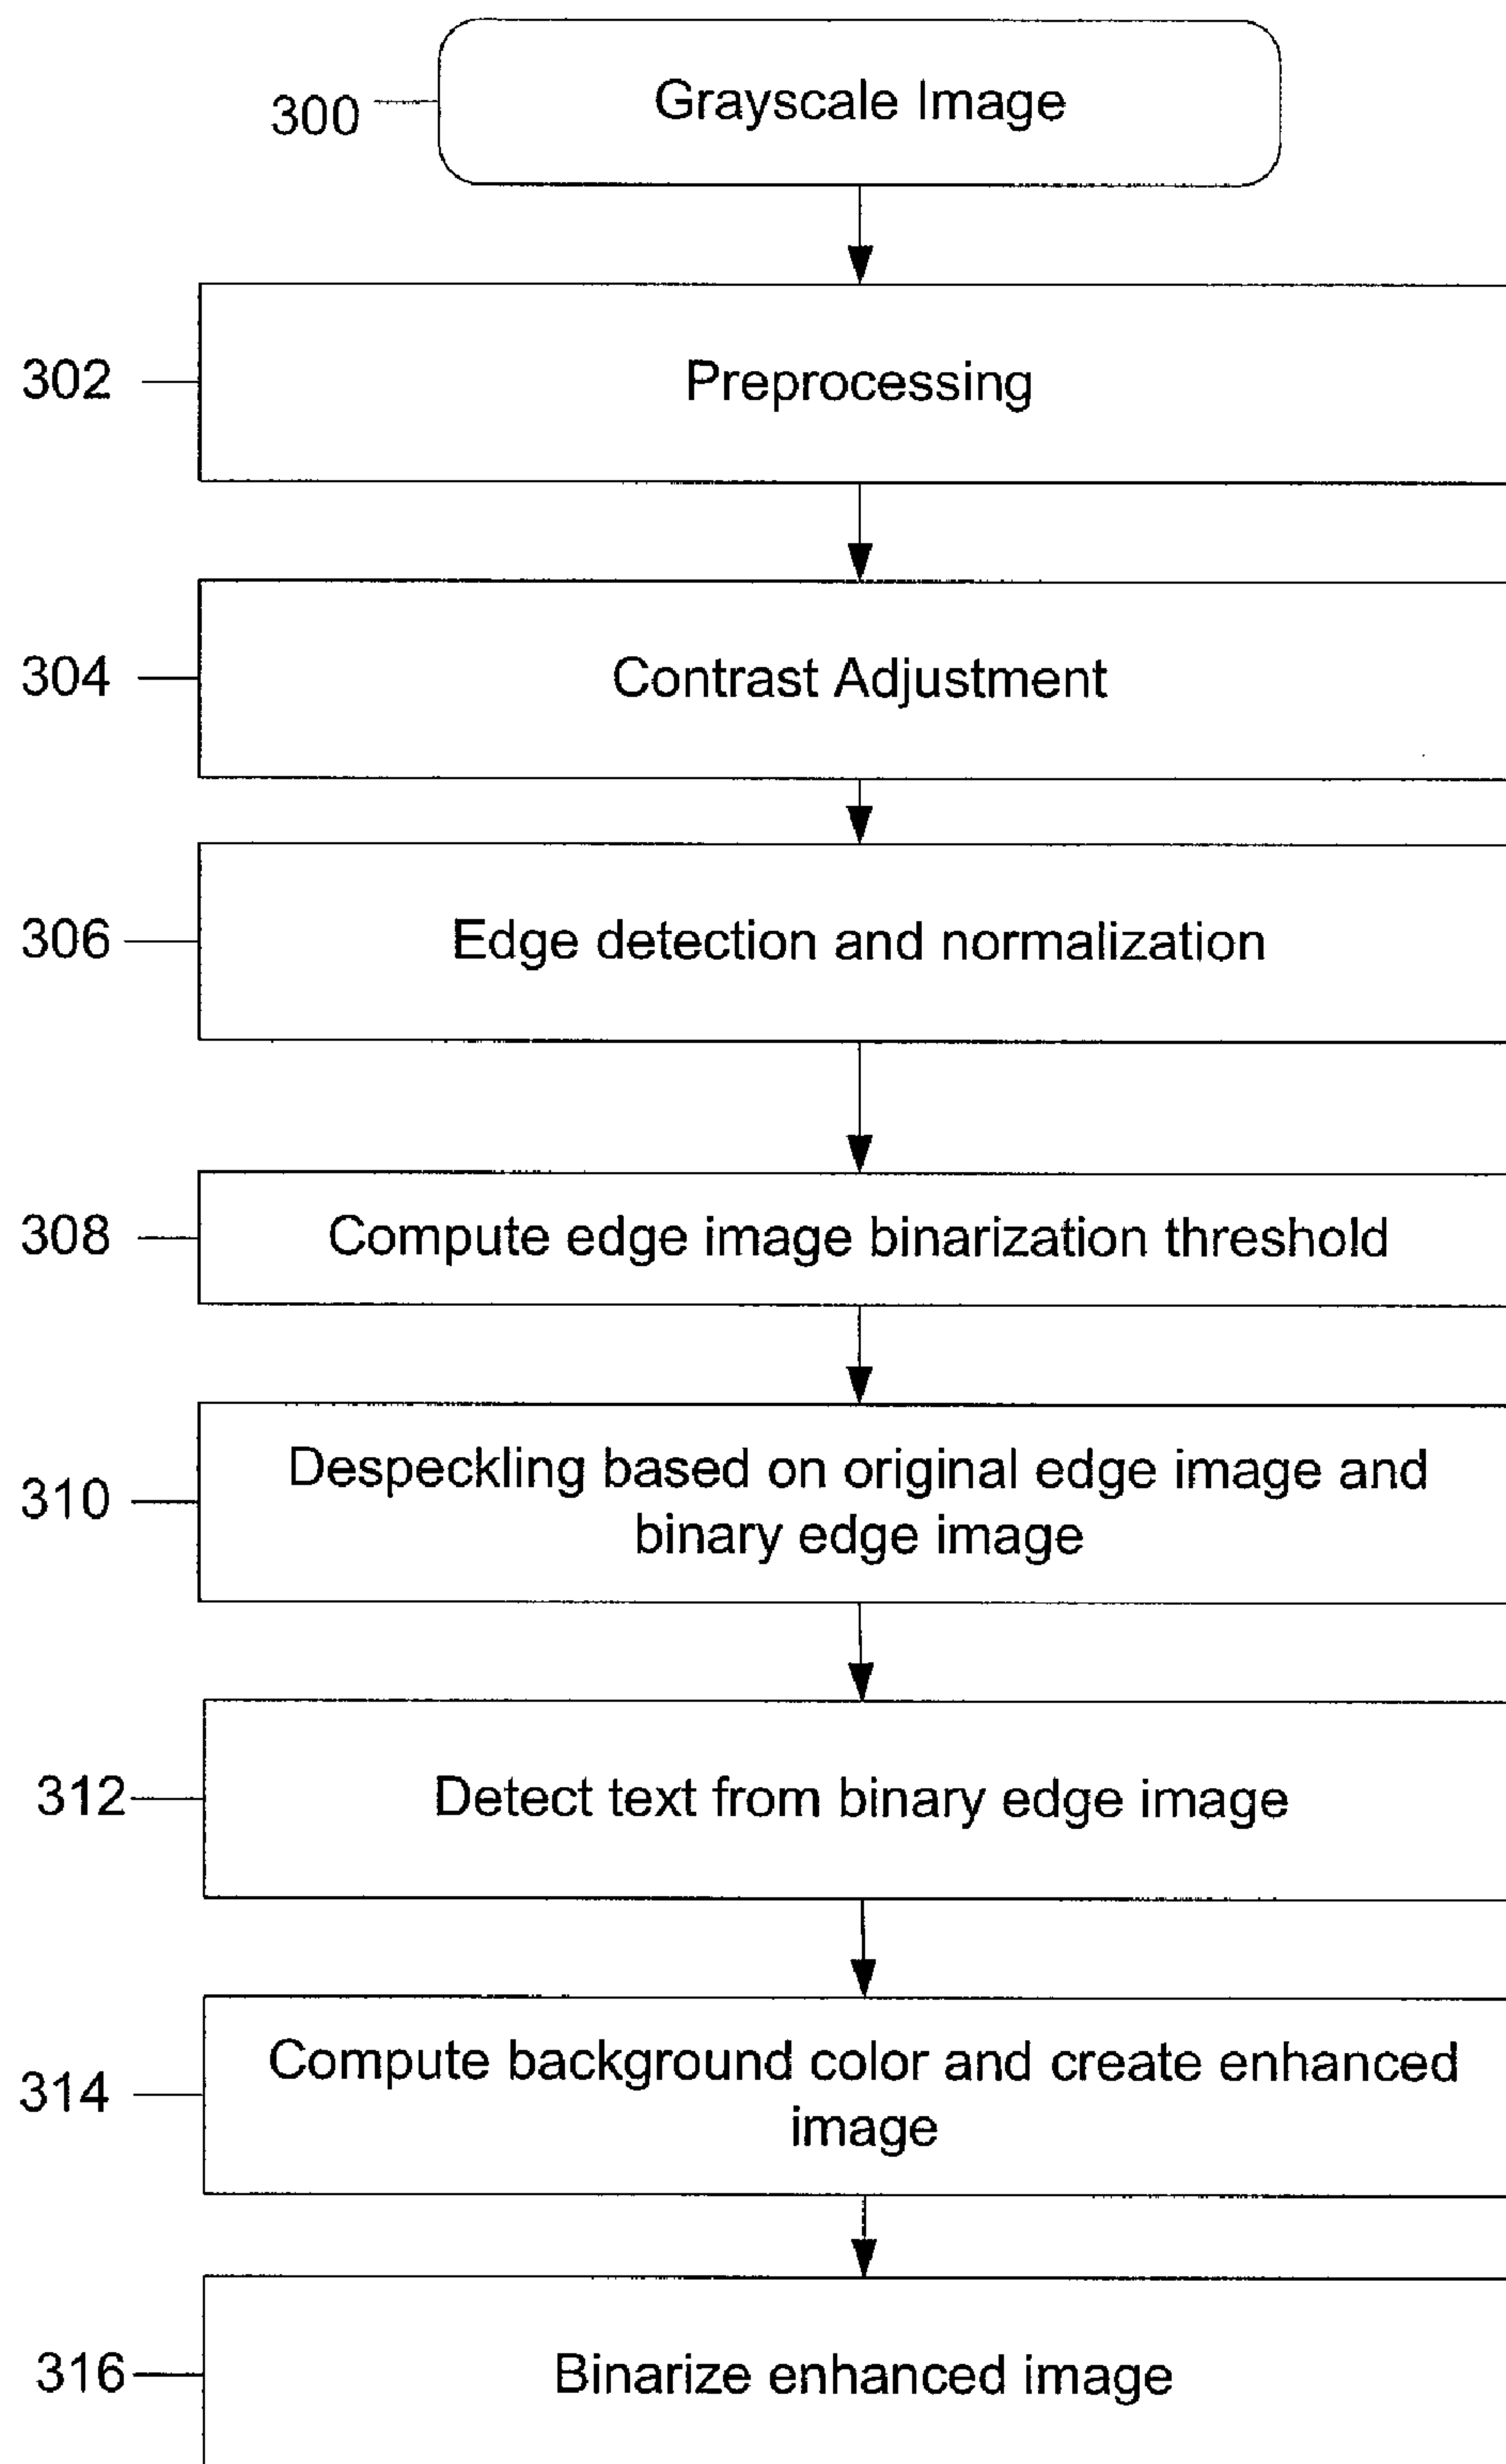 300
Grayscale Image
302
Preprocessing
304
Contrast Adjustment
306
Edge detection and normalization
308
Compute edge image binarization threshold
310
Despeckling based on original edge image and
binary edge image
312
Detect text from binary edge image
314
Compute background color and create enhanced
image
316
Binarize enhanced image